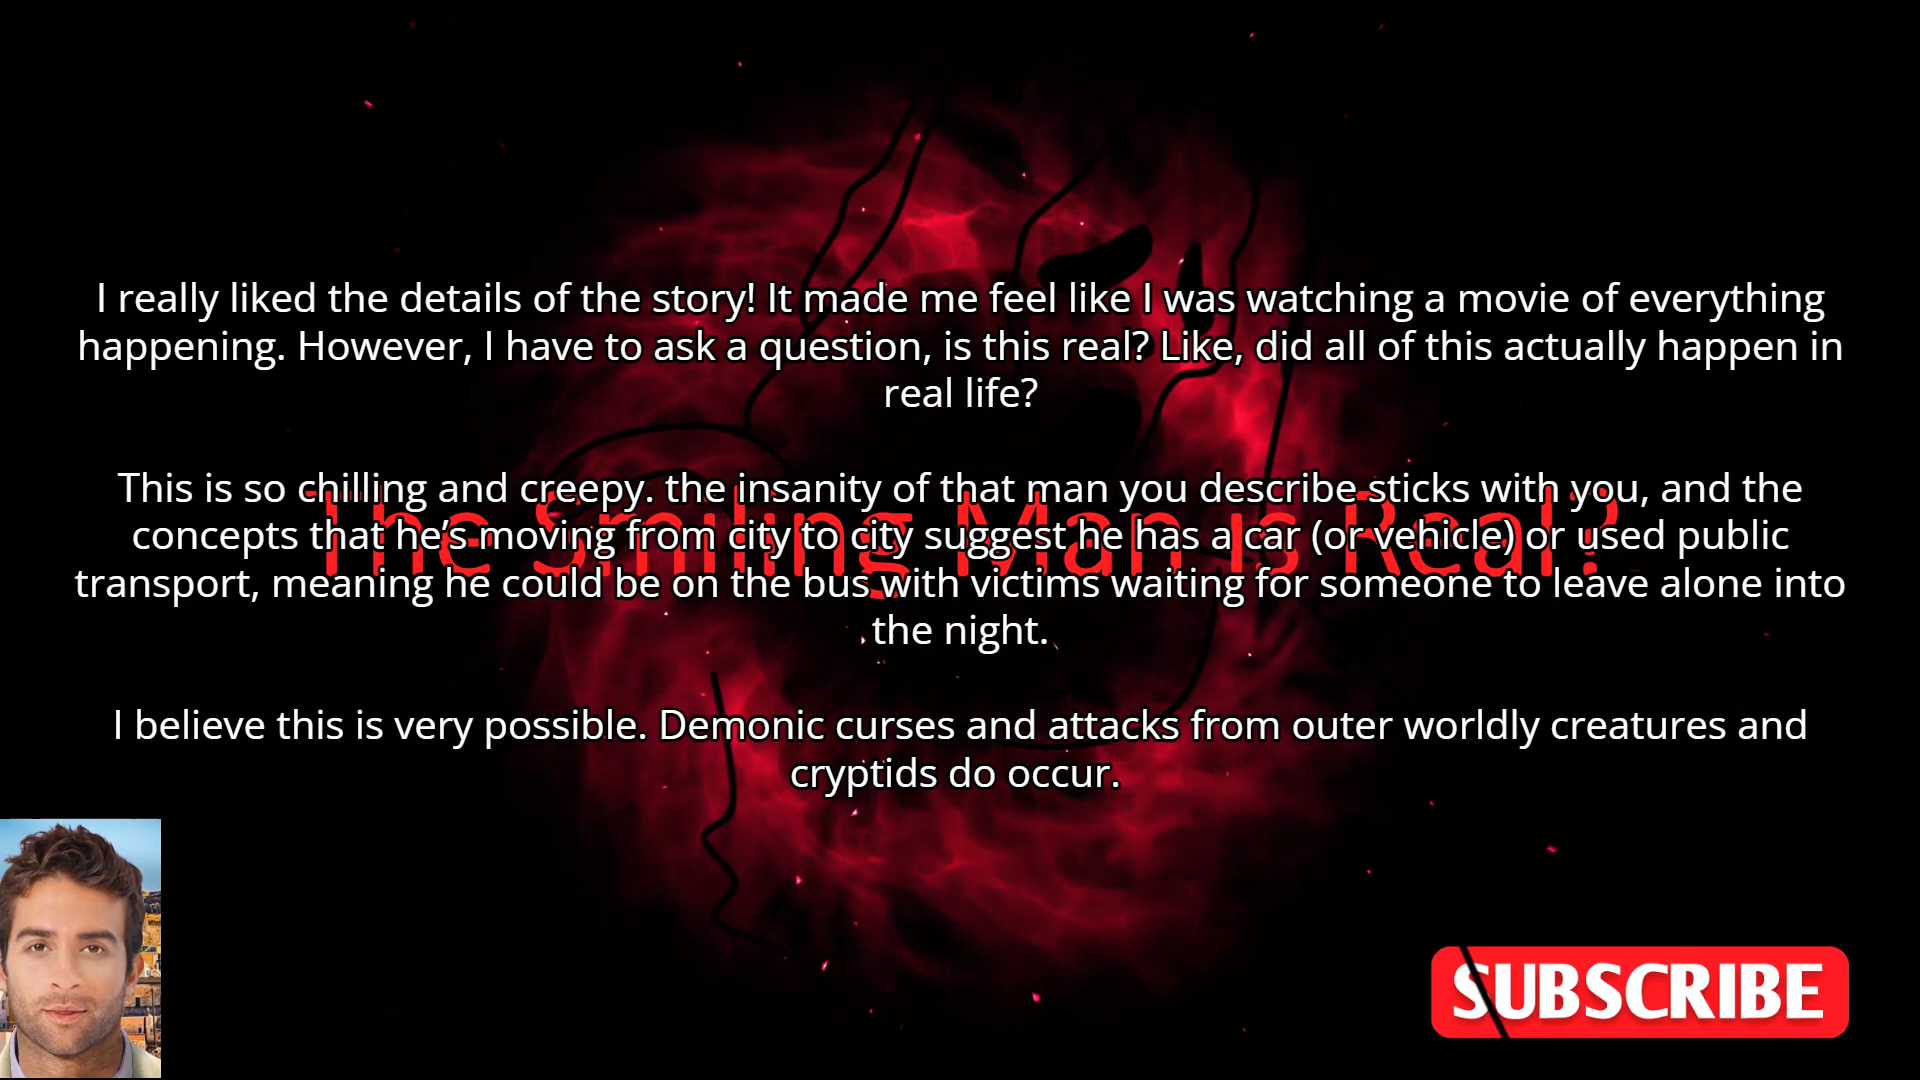 I really liked the details of the story! It made me feel like I was watching a movie of everything
happening. However, I have to ask a question, is this real? Like, did all of this actually happen in
real life?
This is so chilling and creepy. the insanity of that man you describe sticks with you, and the
The Smiling Man is Real?
concepts that he’s moving from city to city suggest he has a car (or vehicle) or used public
transport, meaning he could be on the bus with victims waiting for someone to leave alone into
the night.
I believe this is very possible. Demonic curses and attacks from outer worldly creatures and
cryptids do occur.
SUBSCRIBE